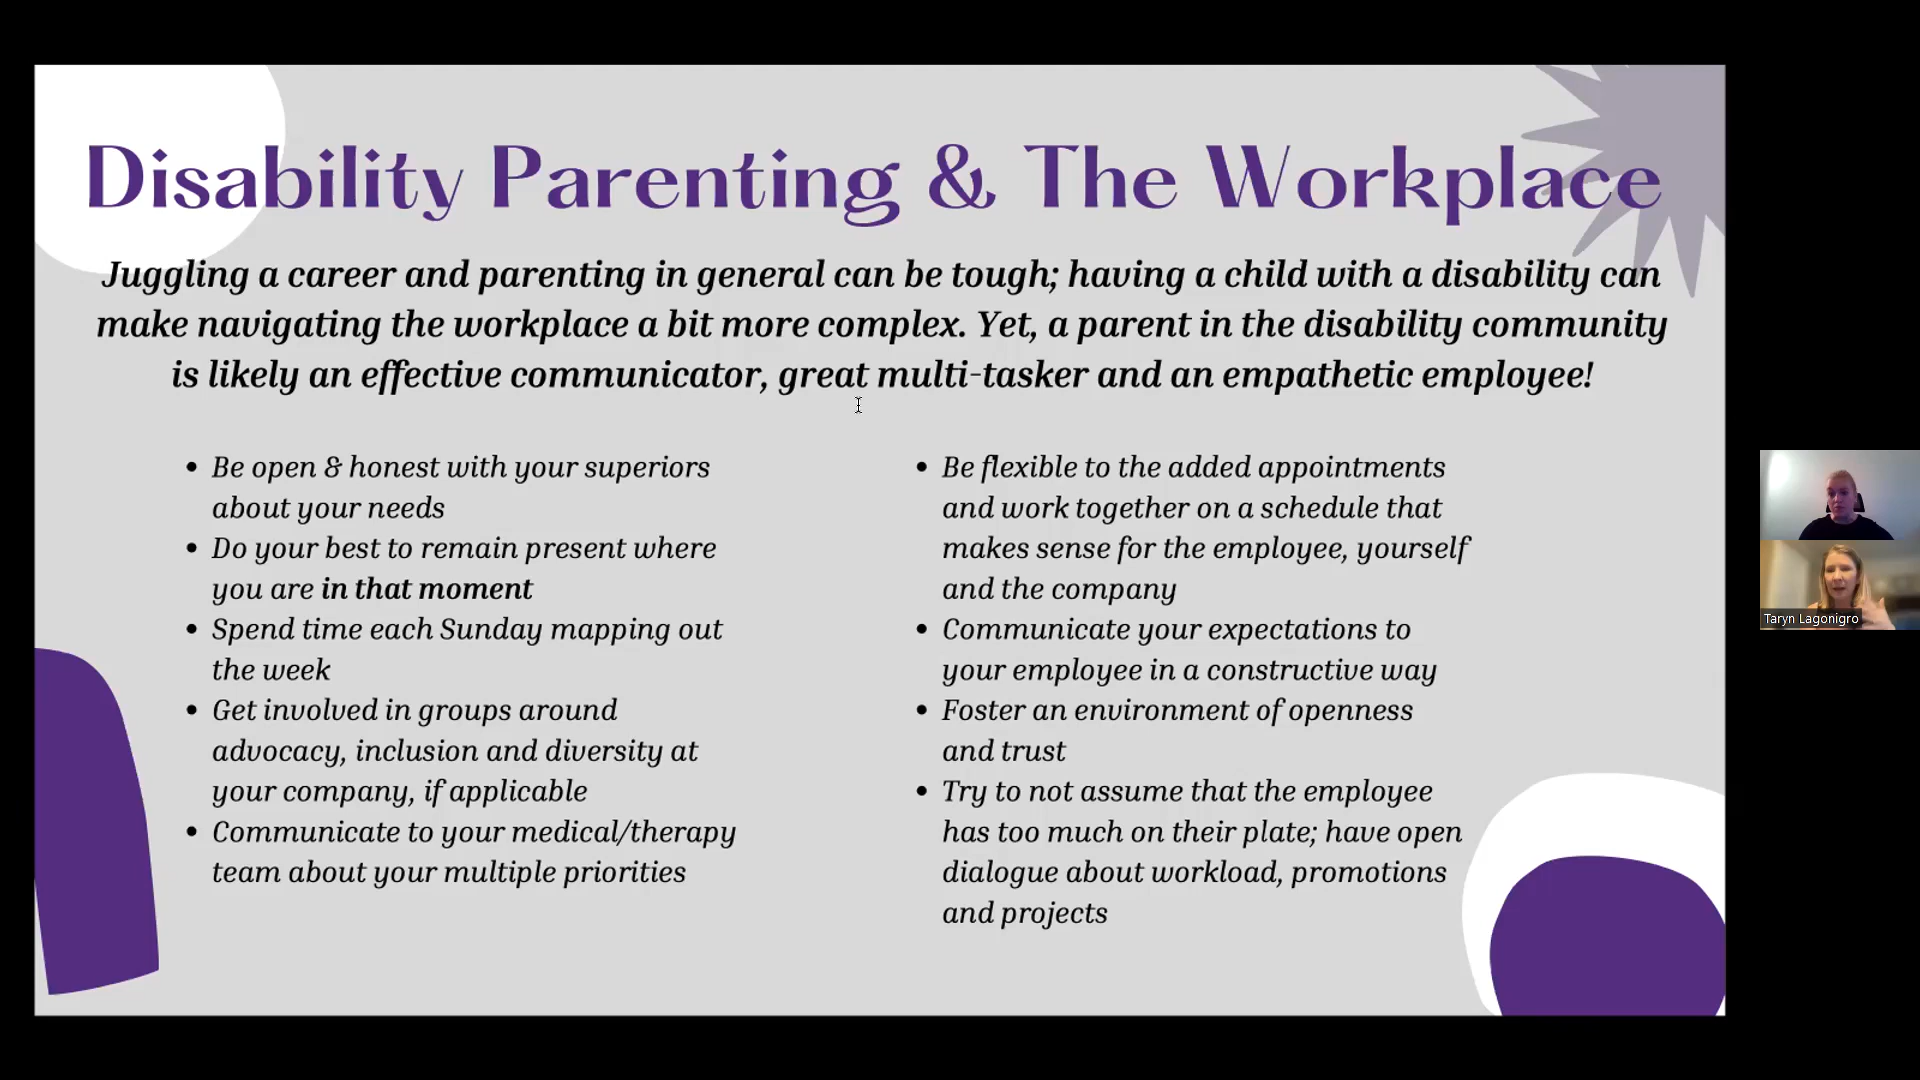 Disability Parenting & The Workplace
Juggling a career and parenting in general can be tough; having a child with a disability can
make navigating the workplace a bit more complex. Yet, a parent in the disability community
is likely an effective communicator, great multi-tasker and an empathetic employee!
• Be open & honest with your superiors
about your needs
• Do your best to remain present where
you are in that moment
• Spend time each Sunday mapping out
the week
• Get involved in groups around
advocacy, inclusion and diversity at
your company, if applicable
• Communicate to your medical/therapy
team about your multiple priorities
• Be flexible to the added appointments
and work together on a schedule that
makes sense for the employee, yourself
and the company
• Communicate your expectations to
your employee in a constructive way
• Foster an environment of openness
and trust
• Try to not assume that the employee
has too much on their plate; have open
dialogue about workload, promotions
and projects
Taryn Lagonigro